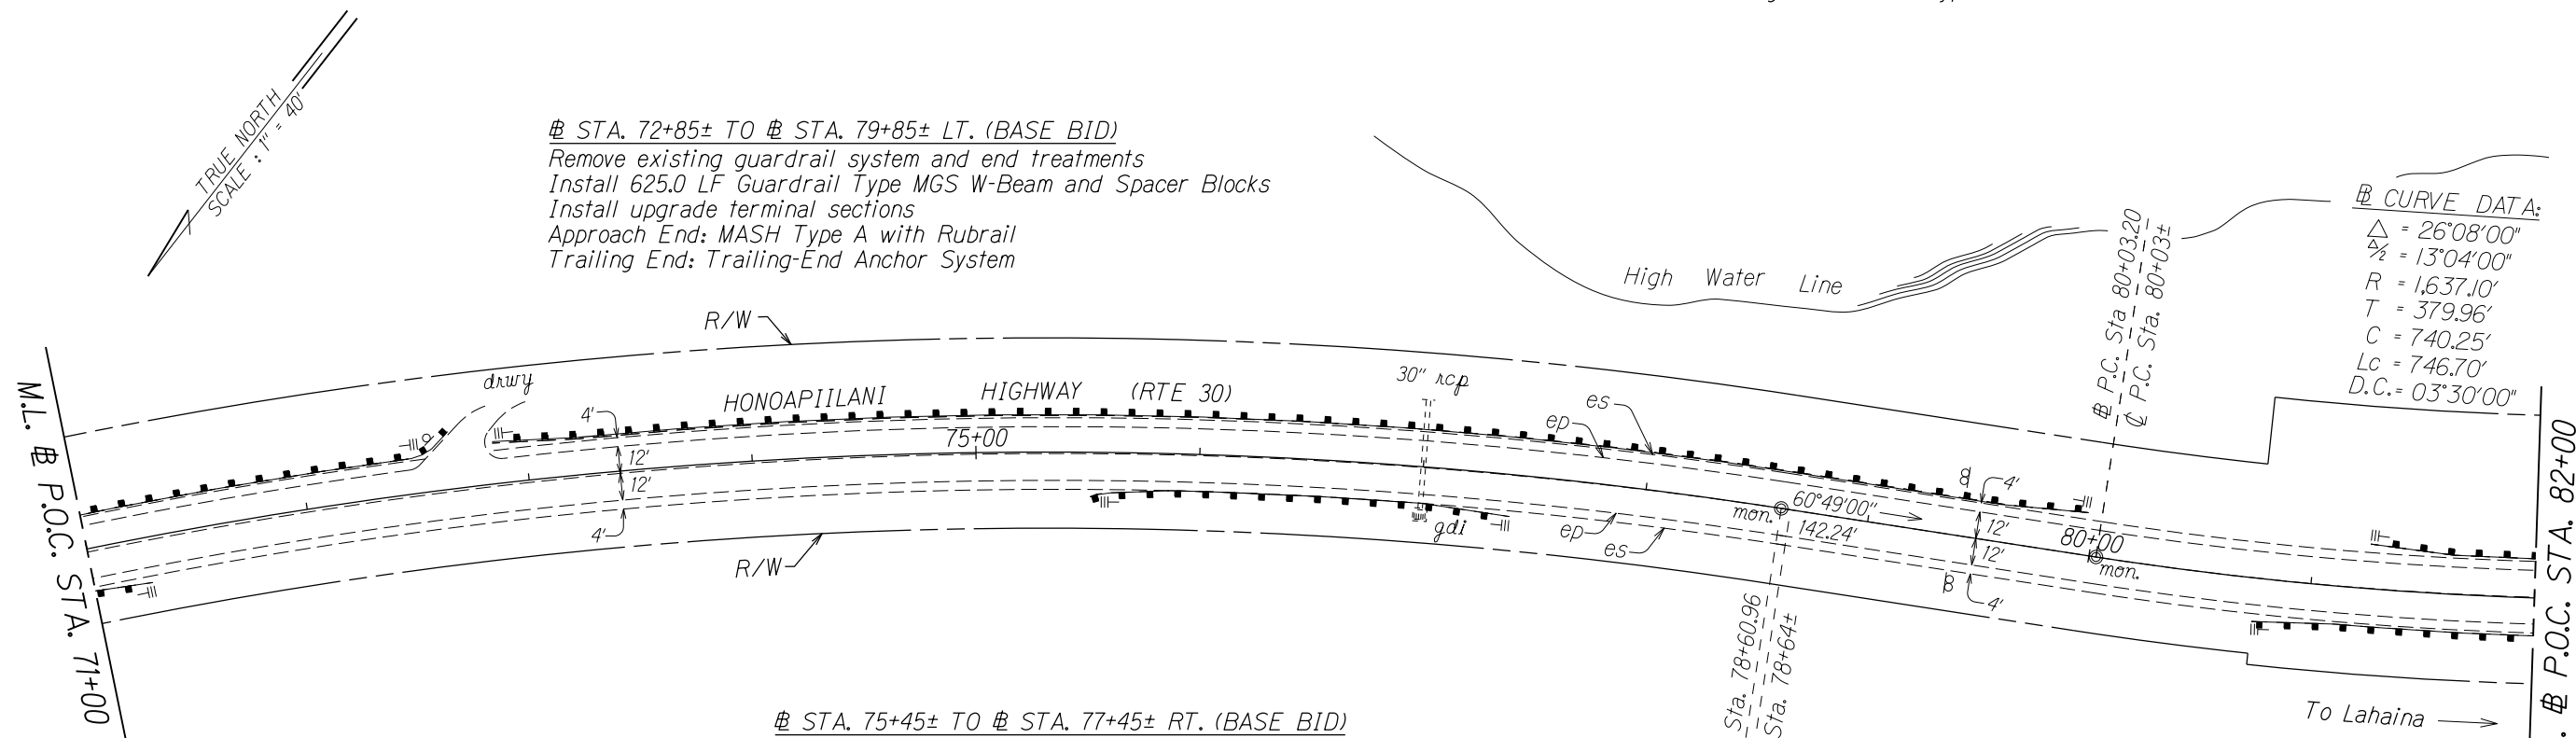 TRUE NORTH
SCALE : 1" = 40'
℄ STA. 72+85± TO ℄ STA. 79+85± LT. (BASE BID)
Remove existing guardrail system and end treatments
Install 625.0 LF Guardrail Type MGS W-Beam and Spacer Blocks
Install upgrade terminal sections
Approach End: MASH Type A with Rubrail
Trailing End: Trailing-End Anchor System
High Water Line
℄ CURVE DATA:
△ = 26°08'00"
△/2 = 13°04'00"
R = 1,637.10'
T = 379.96'
C = 740.25'
Lc = 746.70'
D.C. = 03°30'00"
℄ P.C. Sta 80+03.20
℄ P.C. Sta. 80+03±
R/W
drwy
HONOAPIILANI HIGHWAY (RTE 30)
30" rcp
es
ep
4'
12'
12'
4'
75+00
gdi
R/W
ep
es
mon.
60°49'00"
142.24'
4'
12'
12'
4'
80+00
mon.
Sta. 78+60.96
Sta. 78+64±
M.L. ℄ P.O.C. STA. 71+00
℄ P.O.C. STA. 82+00
To Lahaina
℄ STA. 75+45± TO ℄ STA. 77+45± RT. (BASE BID)